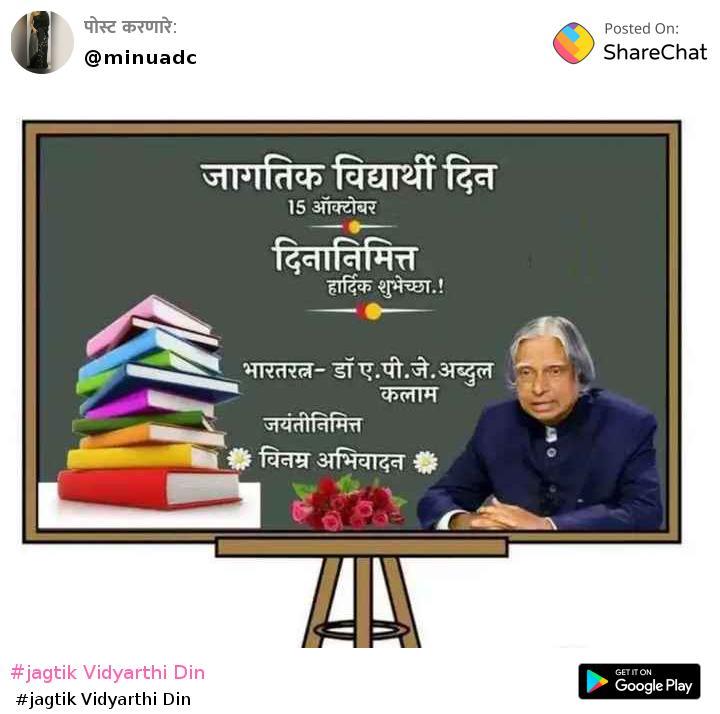 पोस्ट करणारे:
@minuadc
Posted On:
ShareChat
जागतिक विद्यार्थी दिन
15 ऑक्टोबर
दिनानिमित्त
हार्दिक शुभेच्छा.!
भारतरत्न- डॉ ए.पी.जे.अब्दुल
कलाम
जयंतीनिमित्त
विनम्र अभिवादन
#jagtik Vidyarthi Din
#jagtik Vidyarthi Din
GET IT ON
Google Play